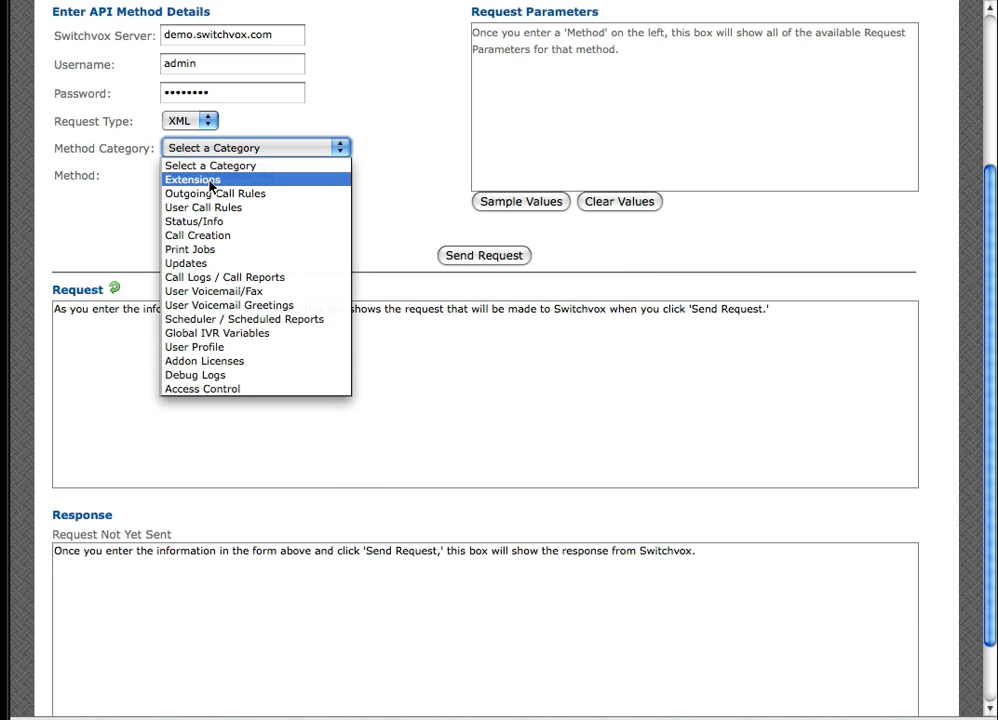 Enter API Method Details
Switchvox Server: demo.switchvox.com
Username: admin
Password: ••••••••
Request Type: XML
Method Category: Select a Category
Method:
Select a Category
Extensions
Outgoing Call Rules
User Call Rules
Status/Info
Call Creation
Print Jobs
Updates
Call Logs / Call Reports
User Voicemail/Fax
User Voicemail Greetings
Scheduler / Scheduled Reports
Global IVR Variables
User Profile
Addon Licenses
Debug Logs
Access Control
Request Parameters
Once you enter a 'Method' on the left, this box will show all of the available Request
Parameters for that method.
Sample Values Clear Values
Send Request
Request
As you enter the info shows the request that will be made to Switchvox when you click 'Send Request.'
Response
Request Not Yet Sent
Once you enter the information in the form above and click 'Send Request,' this box will show the response from Switchvox.